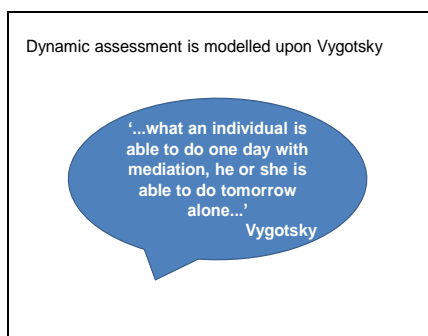 Dynamic assessment is modelled upon Vygotsky
‘...what an individual is
able to do one day with
mediation, he or she is
able to do tomorrow
alone...’
Vygotsky